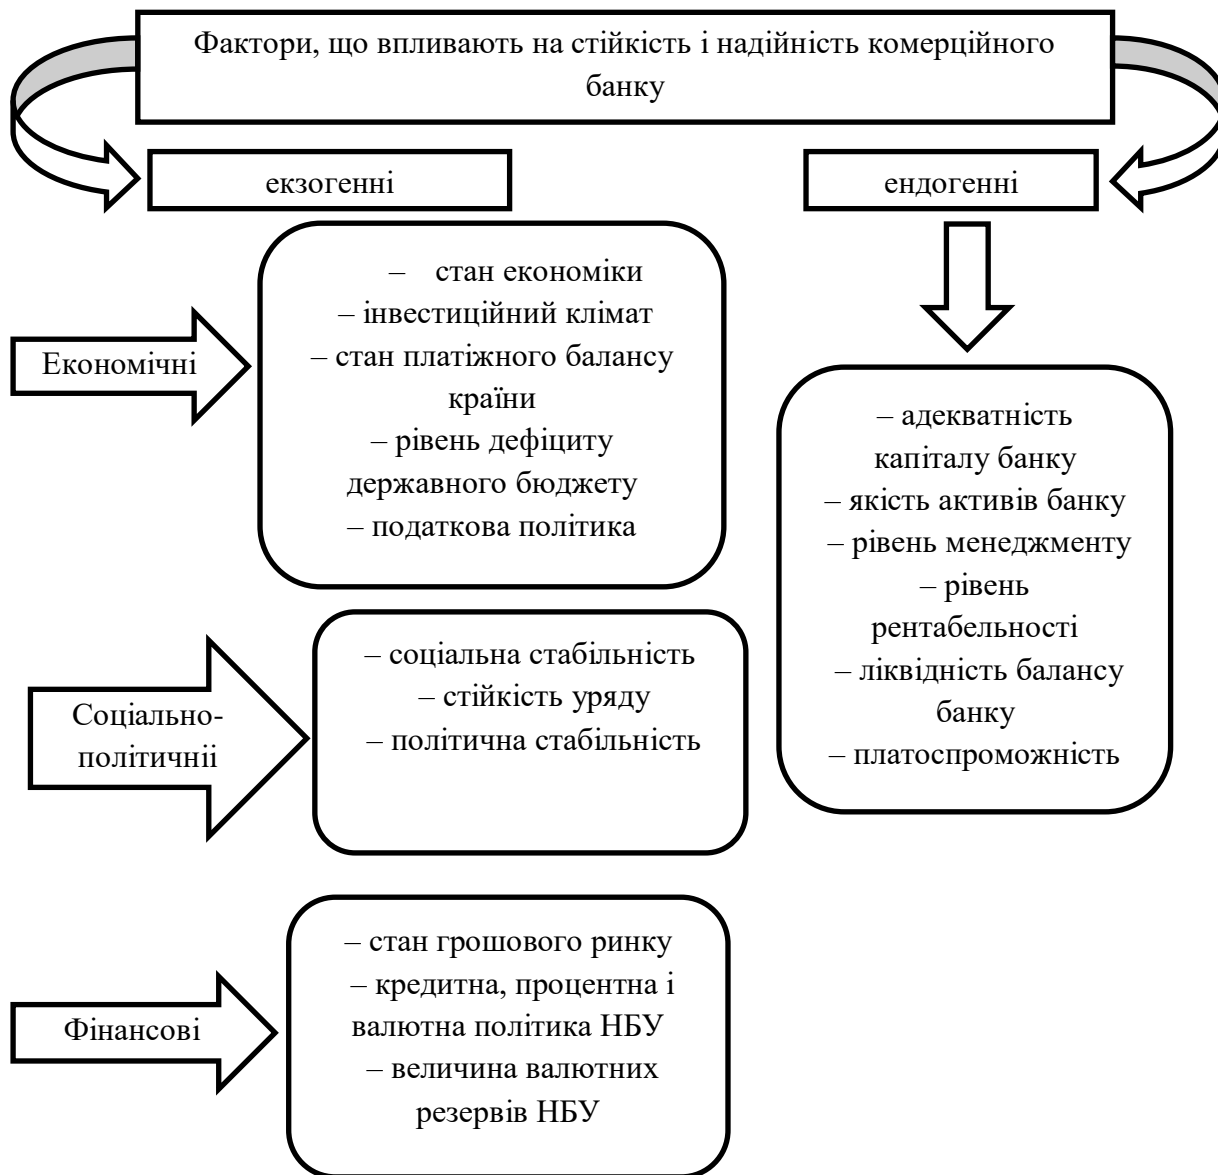 Фактори, що впливають на стійкість і надійність комерційного
банку
екзогенні
ендогенні
Економічні
– стан економіки
– інвестиційний клімат
– стан платіжного балансу
країни
– рівень дефіциту
державного бюджету
– податкова політика
Соціально-
політичніі
– соціальна стабільність
– стійкість уряду
– політична стабільність
Фінансові
– стан грошового ринку
– кредитна, процентна і
валютна політика НБУ
– величина валютних
резервів НБУ
– адекватність
капіталу банку
– якість активів банку
– рівень менеджменту
– рівень
рентабельності
– ліквідність балансу
банку
– платоспроможність